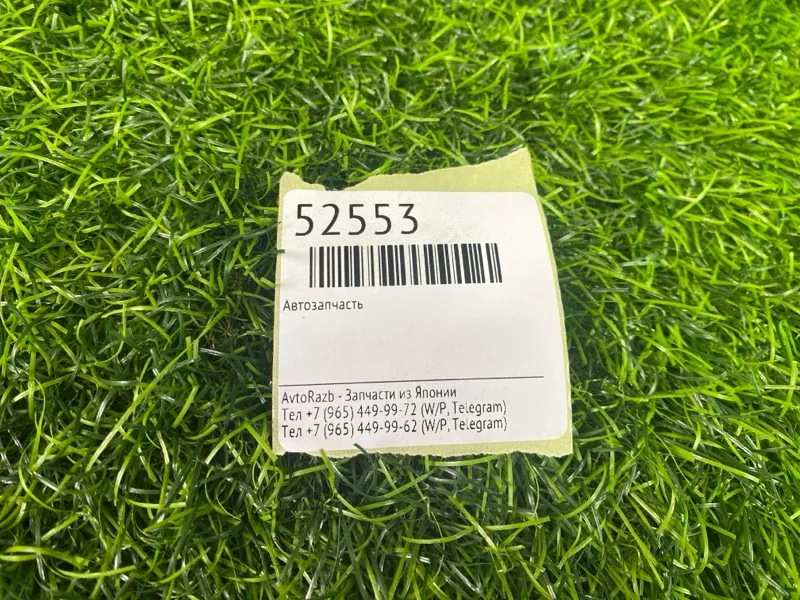 52553
Автозапчасть
AvtoRazb - Запчасти из Японии
Тел +7 (965) 449-99-72 (W/P, Telegram)
Тел +7 (965) 449-99-62 (W/P, Telegram)